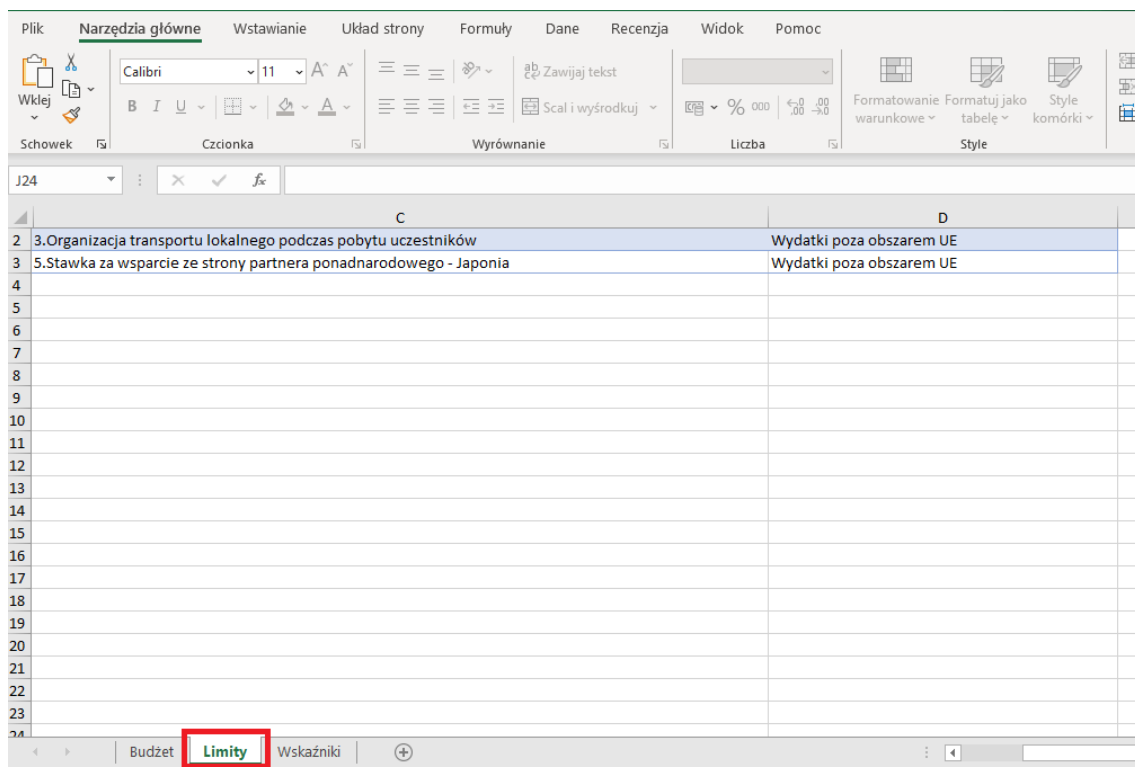 Plik Narzędzia główne Wstawianie Układ strony Formuły Dane Recenzja Widok Pomoc
Wklej
Calibri 11 A^ A˅ ab Zawijaj tekst
B I U A Scal i wyśrodkuj % 000
Formatowanie warunkowe Formatuj jako tabelę Style komórki
Schowek Czcionka Wyrównanie Liczba Style
J24 fx
C D
2 3.Organizacja transportu lokalnego podczas pobytu uczestników Wydatki poza obszarem UE
3 5.Stawka za wsparcie ze strony partnera ponadnarodowego - Japonia Wydatki poza obszarem UE
4
5
6
7
8
9
10
11
12
13
14
15
16
17
18
19
20
21
22
23
24
Budżet Limity Wskaźniki